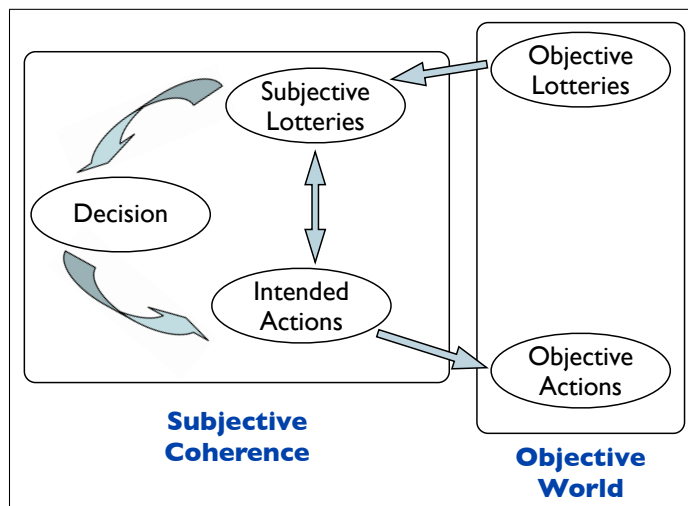 Objective
Lotteries
Subjective
Lotteries
Decision
Intended
Actions
Objective
Actions
Subjective
Coherence
Objective
World